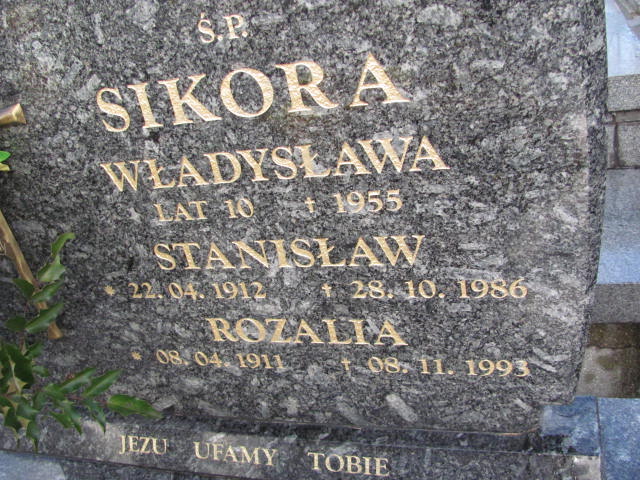 Ś.P.
SIKORA
WŁADYSŁAWA
LAT 10 † 1955
STANISŁAW
* 22.04.1912 † 28.10.1986
ROZALIA
* 08.04.1911 † 08.11.1993
JEZU UFAMY TOBIE